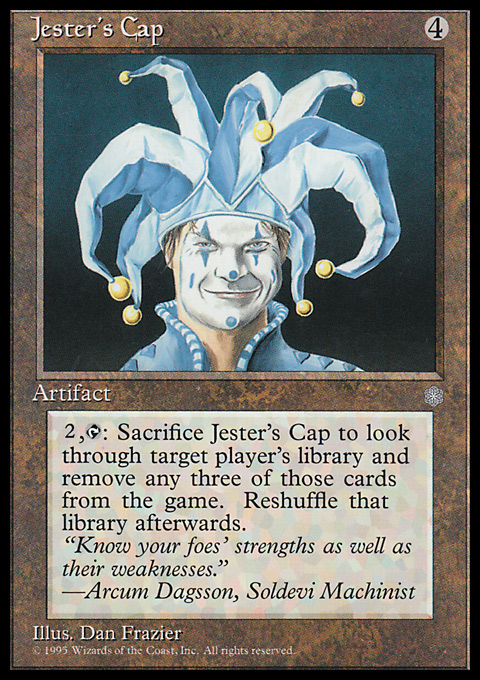 Jester's Cap 4
Artifact
2, : Sacrifice Jester's Cap to look
through target player's library and
remove any three of those cards
from the game. Reshuffle that
library afterwards.
"Know your foes' strengths as well as
their weaknesses."
—Arcum Dagsson, Soldevi Machinist
Illus. Dan Frazier
© 1995 Wizards of the Coast, Inc. All rights reserved.